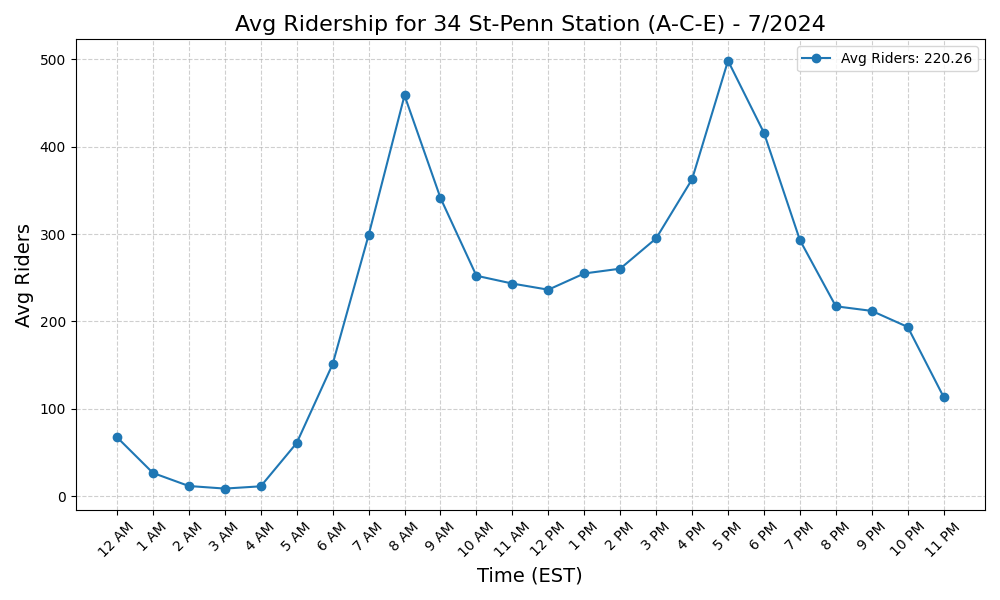 Avg Ridership for 34 St-Penn Station (A-C-E) - 7/2024
Avg Riders: 220.26
Avg Riders
500
400
300
200
100
0
12 AM
1 AM
2 AM
3 AM
4 AM
5 AM
6 AM
7 AM
8 AM
9 AM
10 AM
11 AM
12 PM
1 PM
2 PM
3 PM
4 PM
5 PM
6 PM
7 PM
8 PM
9 PM
10 PM
11 PM
Time (EST)